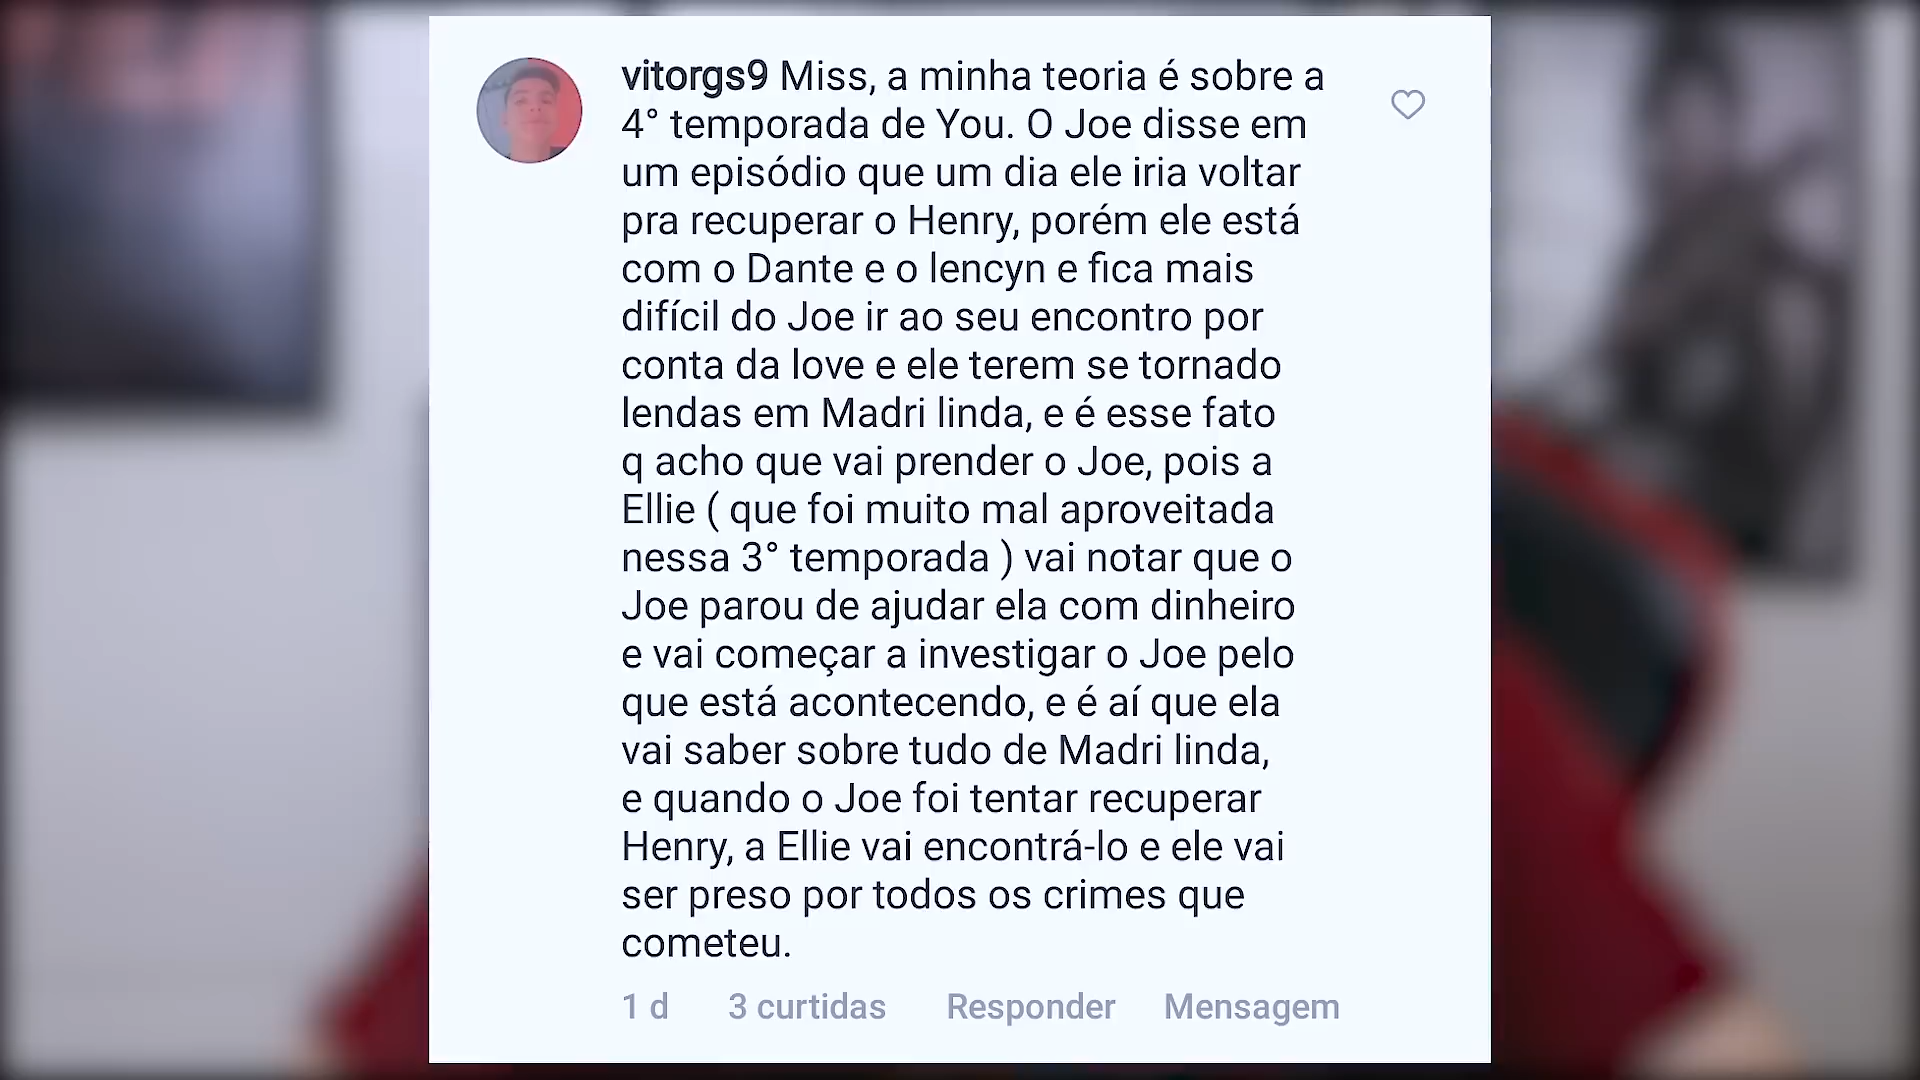 vitorgs9 Miss, a minha teoria é sobre a
4° temporada de You. O Joe disse em
um episódio que um dia ele iria voltar
pra recuperar o Henry, porém ele está
com o Dante e o lencyn e fica mais
difícil do Joe ir ao seu encontro por
conta da love e ele terem se tornado
lendas em Madri linda, e é esse fato
q acho que vai prender o Joe, pois a
Ellie ( que foi muito mal aproveitada
nessa 3° temporada ) vai notar que o
Joe parou de ajudar ela com dinheiro
e vai começar a investigar o Joe pelo
que está acontecendo, e é aí que ela
vai saber sobre tudo de Madri linda,
e quando o Joe foi tentar recuperar
Henry, a Ellie vai encontrá-lo e ele vai
ser preso por todos os crimes que
cometeu.
1 d 3 curtidas Responder Mensagem